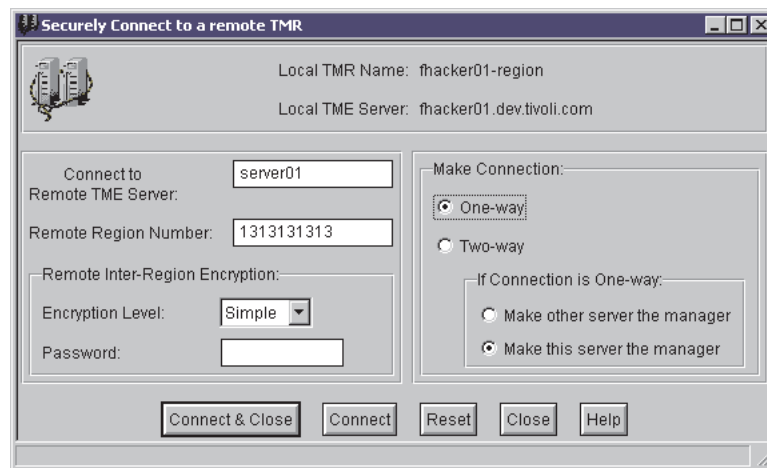 Securely Connect to a remote TMR
Local TMR Name: fhacker01-region
Local TME Server: fhacker01.dev.tivoli.com
Connect to
Remote TME Server:
server01
Remote Region Number: 1313131313
Remote Inter-Region Encryption:
Encryption Level: Simple
Password:
Make Connection:
One-way
Two-way
If Connection is One-way:
Make other server the manager
Make this server the manager
Connect & Close Connect Reset Close Help